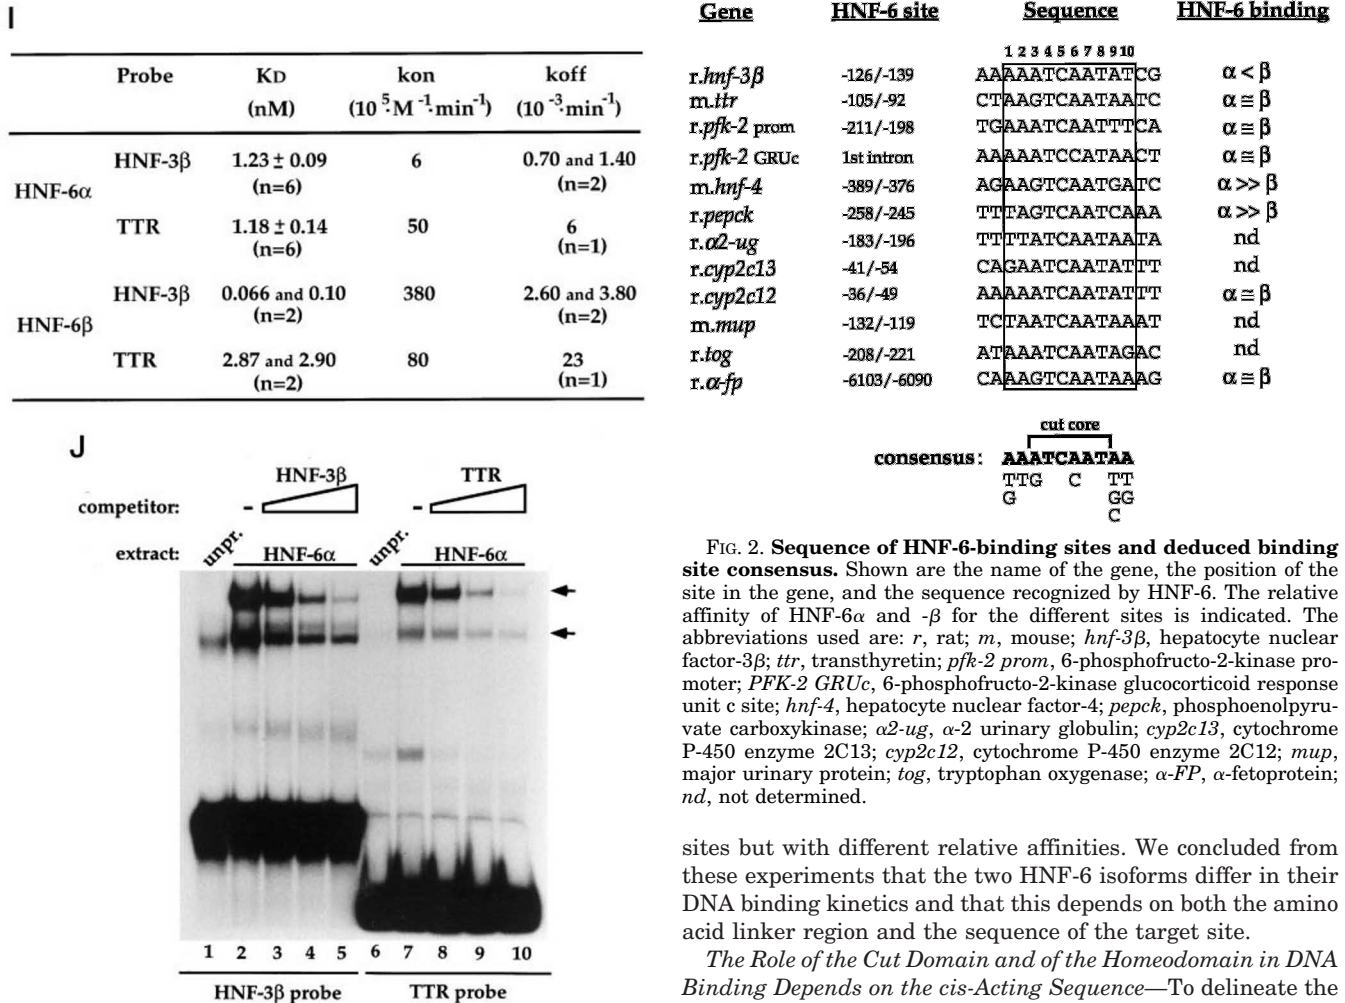 I
Probe KD kon koff
(nM) (10 5·M -1·min-1) (10 -3·min-1)
HNF-3β 1.23 ± 0.09 6 0.70 and 1.40
HNF-6α (n=6) (n=2)
TTR 1.18 ± 0.14 50 6
(n=6) (n=1)
HNF-3β 0.066 and 0.10 380 2.60 and 3.80
HNF-6β (n=2) (n=2)
TTR 2.87 and 2.90 80 23
(n=2) (n=1)
J
HNF-3β TTR
competitor: - -
extract: unpr. HNF-6α unpr. HNF-6α
1 2 3 4 5 6 7 8 9 10
HNF-3β probe TTR probe
Gene HNF-6 site Sequence HNF-6 binding
1 2 3 4 5 6 7 8 9 10
r.hnf-3β -126/-139 AAAAATCAATATCG α < β
m.ttr -105/-92 CTAAGTCAATAATC α ≅ β
r.pfk-2 prom -211/-198 TGAAATCAATTTCA α ≅ β
r.pfk-2 GRUc 1st intron AAAAATCCATAACT α ≅ β
m.hnf-4 -389/-376 AGAAGTCAATGATC α >> β
r.pepck -258/-245 TTTAGTCAATCAAA α >> β
r.α2-ug -183/-196 TTTTATCAATAATA nd
r.cyp2c13 -41/-54 CAGAATCAATATTT nd
r.cyp2c12 -36/-49 AAAAATCAATATTT α ≅ β
m.mup -132/-119 TCTAATCAATAAAT nd
r.tog -208/-221 ATAAATCAATAGAC nd
r.α-fp -6103/-6090 CAAAGTCAATAAAG α ≅ β
cut core
consensus: AAATCAATAA
TTG C TT
G GG
C
FIG. 2. Sequence of HNF-6-binding sites and deduced binding
site consensus. Shown are the name of the gene, the position of the
site in the gene, and the sequence recognized by HNF-6. The relative
affinity of HNF-6α and -β for the different sites is indicated. The
abbreviations used are: r, rat; m, mouse; hnf-3β, hepatocyte nuclear
factor-3β; ttr, transthyretin; pfk-2 prom, 6-phosphofructo-2-kinase pro-
moter; PFK-2 GRUc, 6-phosphofructo-2-kinase glucocorticoid response
unit c site; hnf-4, hepatocyte nuclear factor-4; pepck, phosphoenolpyru-
vate carboxykinase; α2-ug, α-2 urinary globulin; cyp2c13, cytochrome
P-450 enzyme 2C13; cyp2c12, cytochrome P-450 enzyme 2C12; mup,
major urinary protein; tog, tryptophan oxygenase; α-FP, α-fetoprotein;
nd, not determined.
sites but with different relative affinities. We concluded from
these experiments that the two HNF-6 isoforms differ in their
DNA binding kinetics and that this depends on both the amino
acid linker region and the sequence of the target site.
The Role of the Cut Domain and of the Homeodomain in DNA
Binding Depends on the cis-Acting Sequence—To delineate the